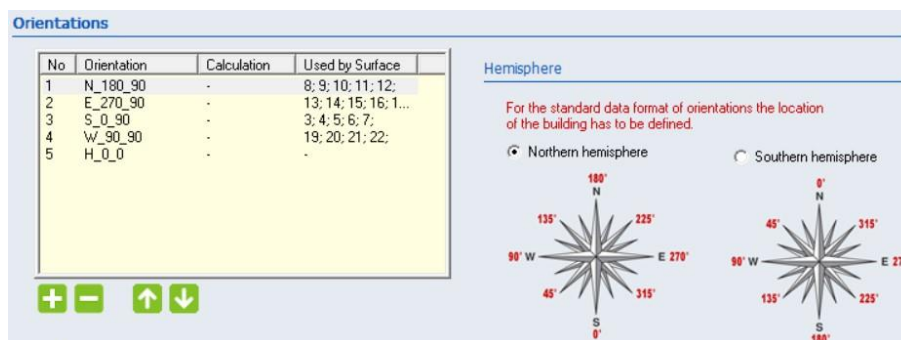 Orientations
No Orientation Calculation Used by Surface
1 N_180_90 - 8; 9; 10; 11; 12;
2 E_270_90 - 13; 14; 15; 16; 1...
3 S_0_90 - 3; 4; 5; 6; 7;
4 W_90_90 - 19; 20; 21; 22;
5 H_0_0 - -
Hemisphere
For the standard data format of orientations the location
of the building has to be defined.
Northern hemisphere
Southern hemisphere
180°
N
135° 225°
90° W E 270°
45° 315°
S
0°
0°
N
45° 315°
90° W E 27
135° 225°
S
180°